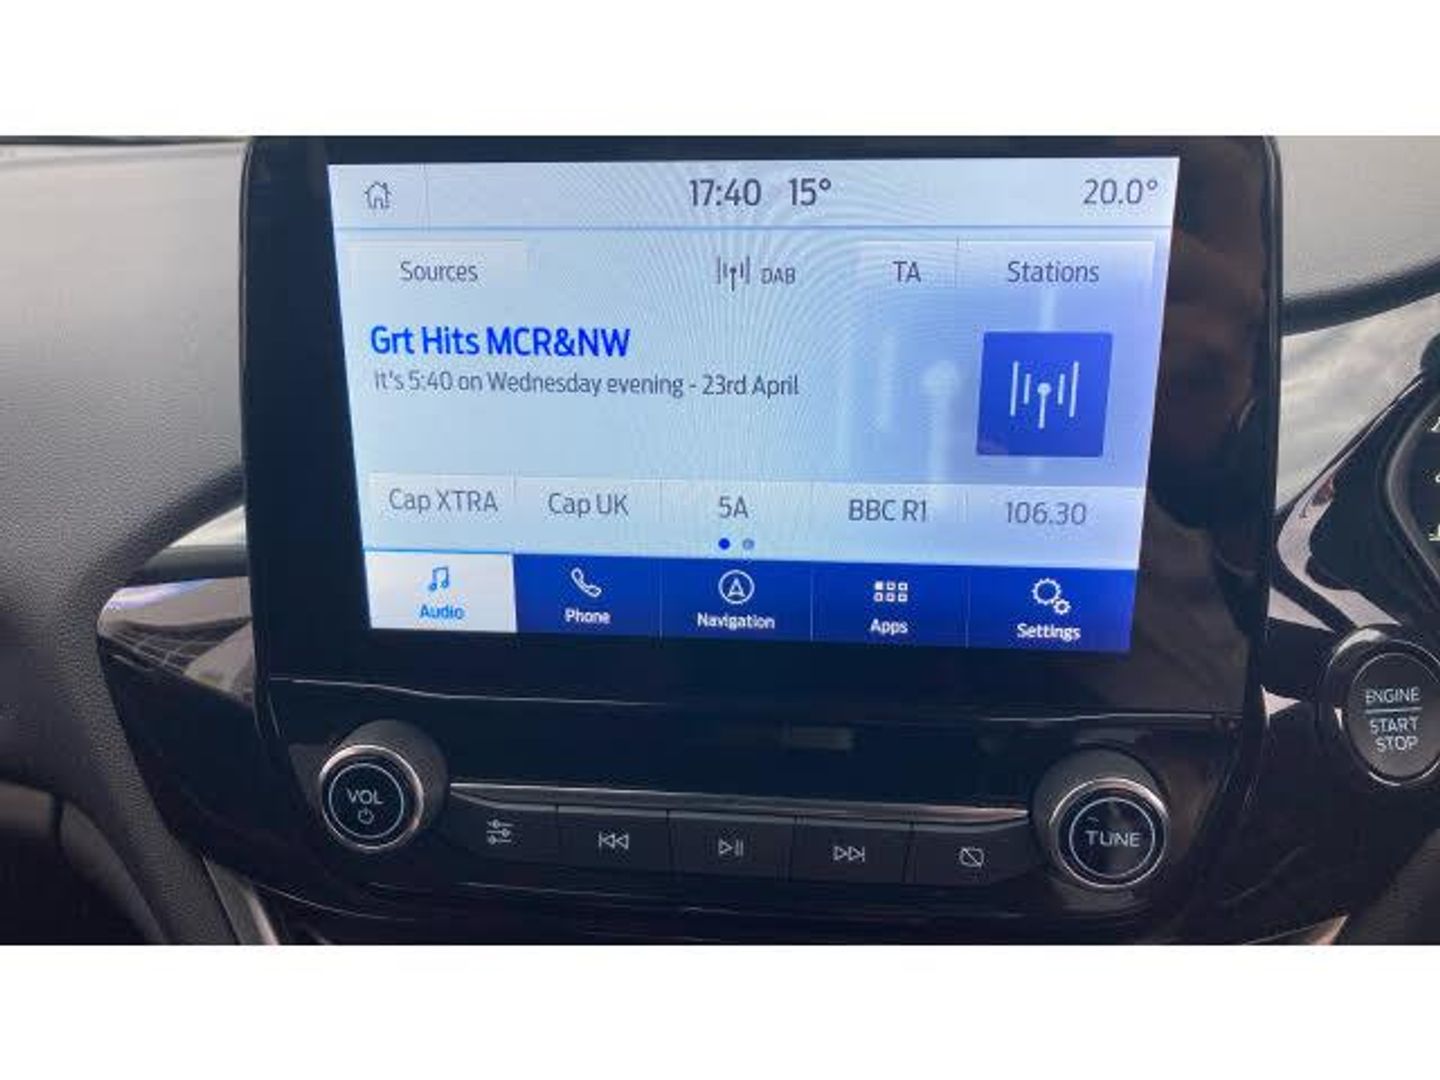 17:40 15° 20.0°
Sources DAB TA Stations
Grt Hits MCR&NW
It's 5:40 on Wednesday evening - 23rd April
Cap XTRA Cap UK 5A BBC R1 106.30
Audio Phone Navigation Apps Settings
ENGINE
START
STOP
VOL
TUNE